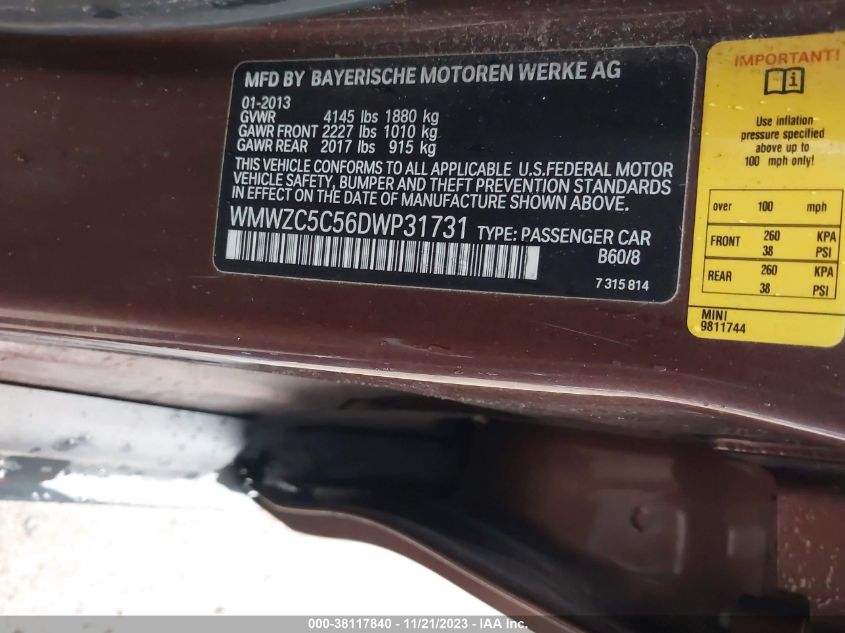 MFD BY BAYERISCHE MOTOREN WERKE AG
01-2013
GVWR 4145 lbs 1880 kg
GAWR FRONT 2227 lbs 1010 kg
GAWR REAR 2017 lbs 915 kg
THIS VEHICLE CONFORMS TO ALL APPLICABLE U.S.FEDERAL MOTOR
VEHICLE SAFETY, BUMPER AND THEFT PREVENTION STANDARDS
IN EFFECT ON THE DATE OF MANUFACTURE SHOWN ABOVE.
WMWZC5C56DWP31731 TYPE: PASSENGER CAR
B60/8
7 315 814
IMPORTANT!
i
Use inflation
pressure specified
above up to
100 mph only!
over 100 mph
FRONT 260 KPA
38 PSI
REAR 260 KPA
38 PSI
MINI
9811744
000-38117840 - 11/21/2023 - IAA Inc.